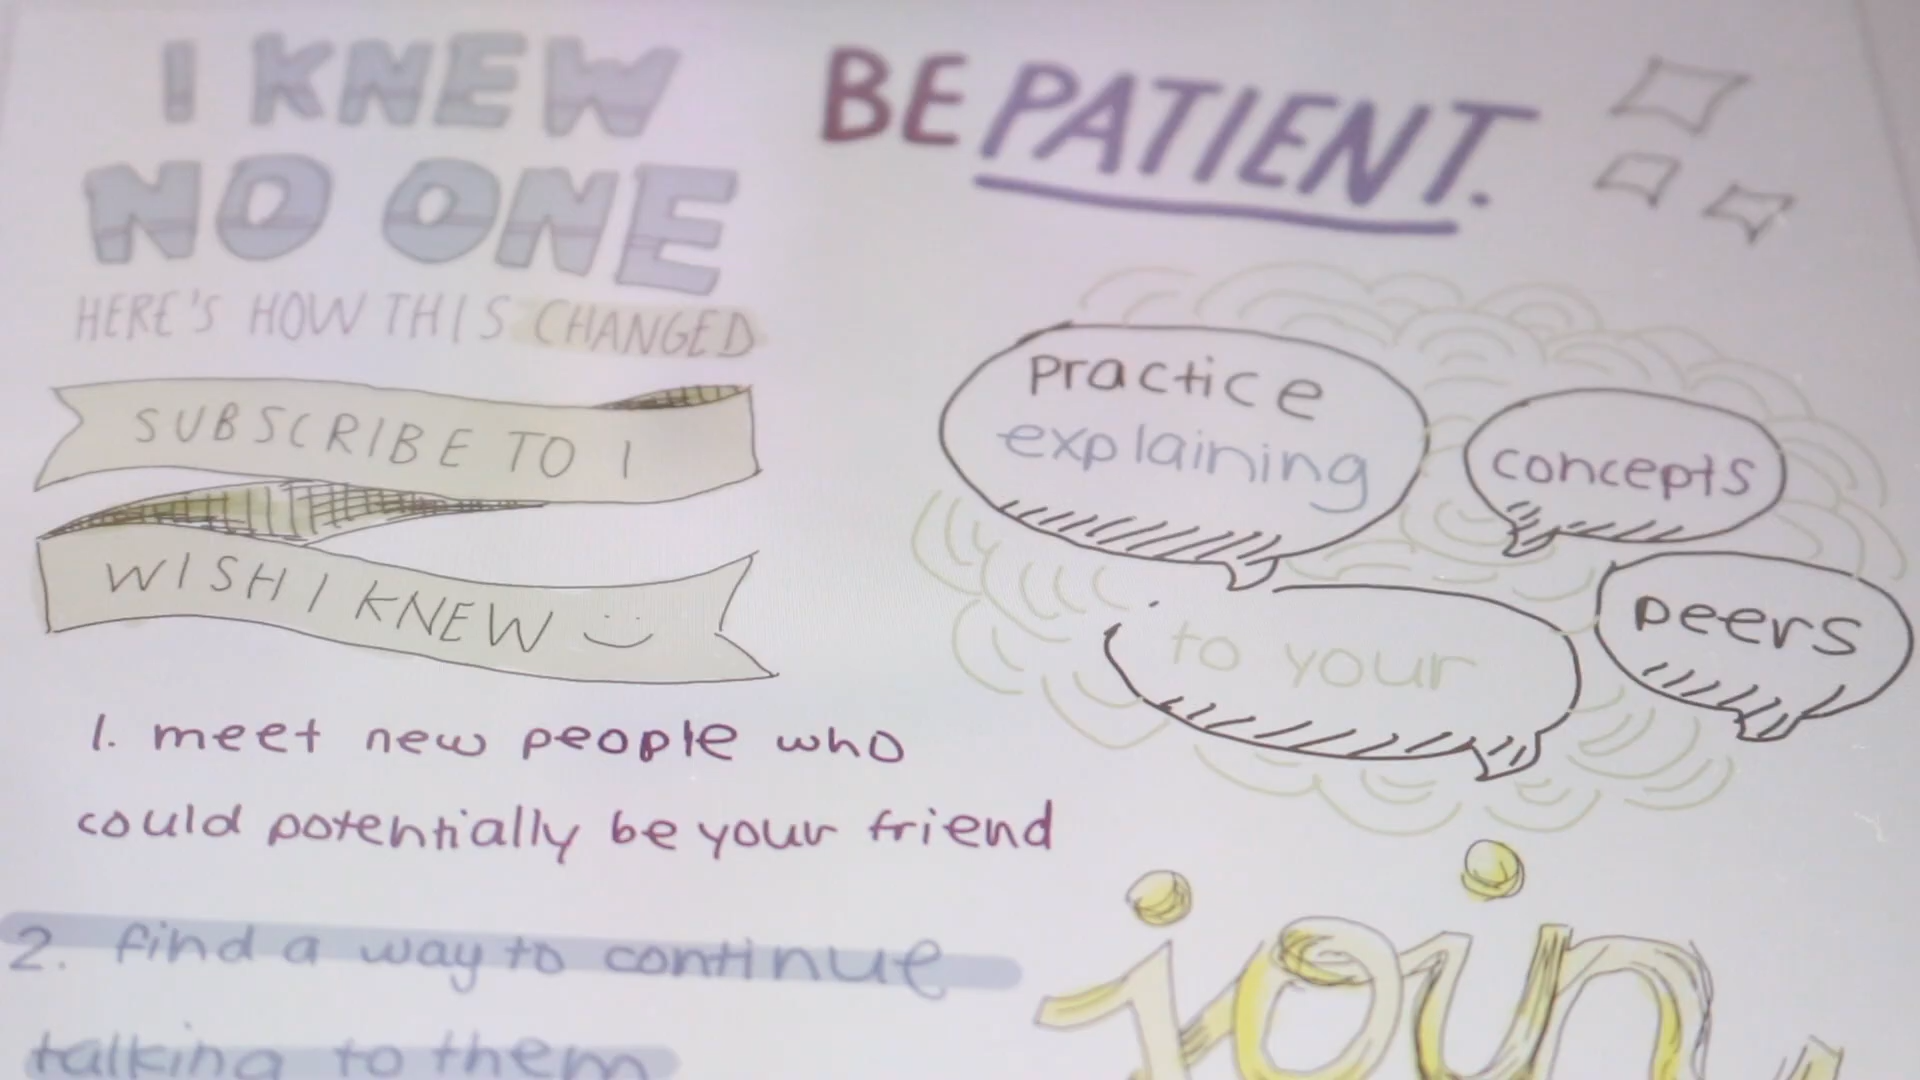 I KNEW
NO ONE
HERE'S HOW THIS CHANGED
SUBSCRIBE TO I
WISH I KNEW
1. meet new people who
could potentially be your friend
2. find a way to continue
talking to them
BE PATIENT.
practice
explaining
concepts
to your
peers
join